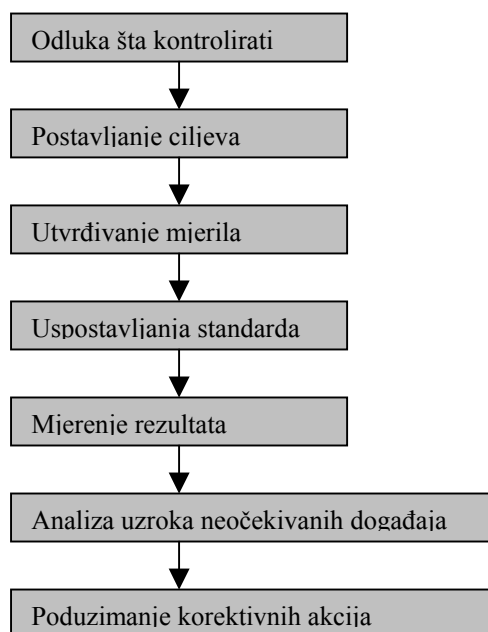 Odluka šta kontrolirati
Postavljanje ciljeva
Utvrđivanje mjerila
Uspostavljanja standarda
Mjerenje rezultata
Analiza uzroka neočekivanih događaja
Poduzimanje korektivnih akcija